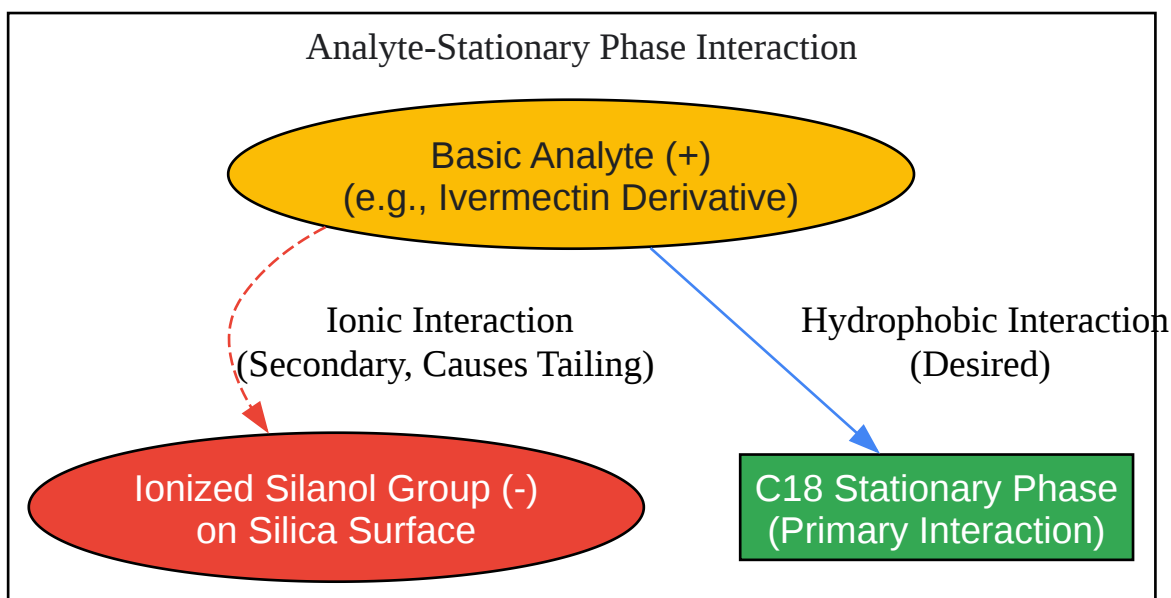 Analyte-Stationary Phase Interaction
Basic Analyte (+)
(e.g., Ivermectin Derivative)
Ionic Interaction
(Secondary, Causes Tailing)
Hydrophobic Interaction
(Desired)
Ionized Silanol Group (-)
on Silica Surface
C18 Stationary Phase
(Primary Interaction)